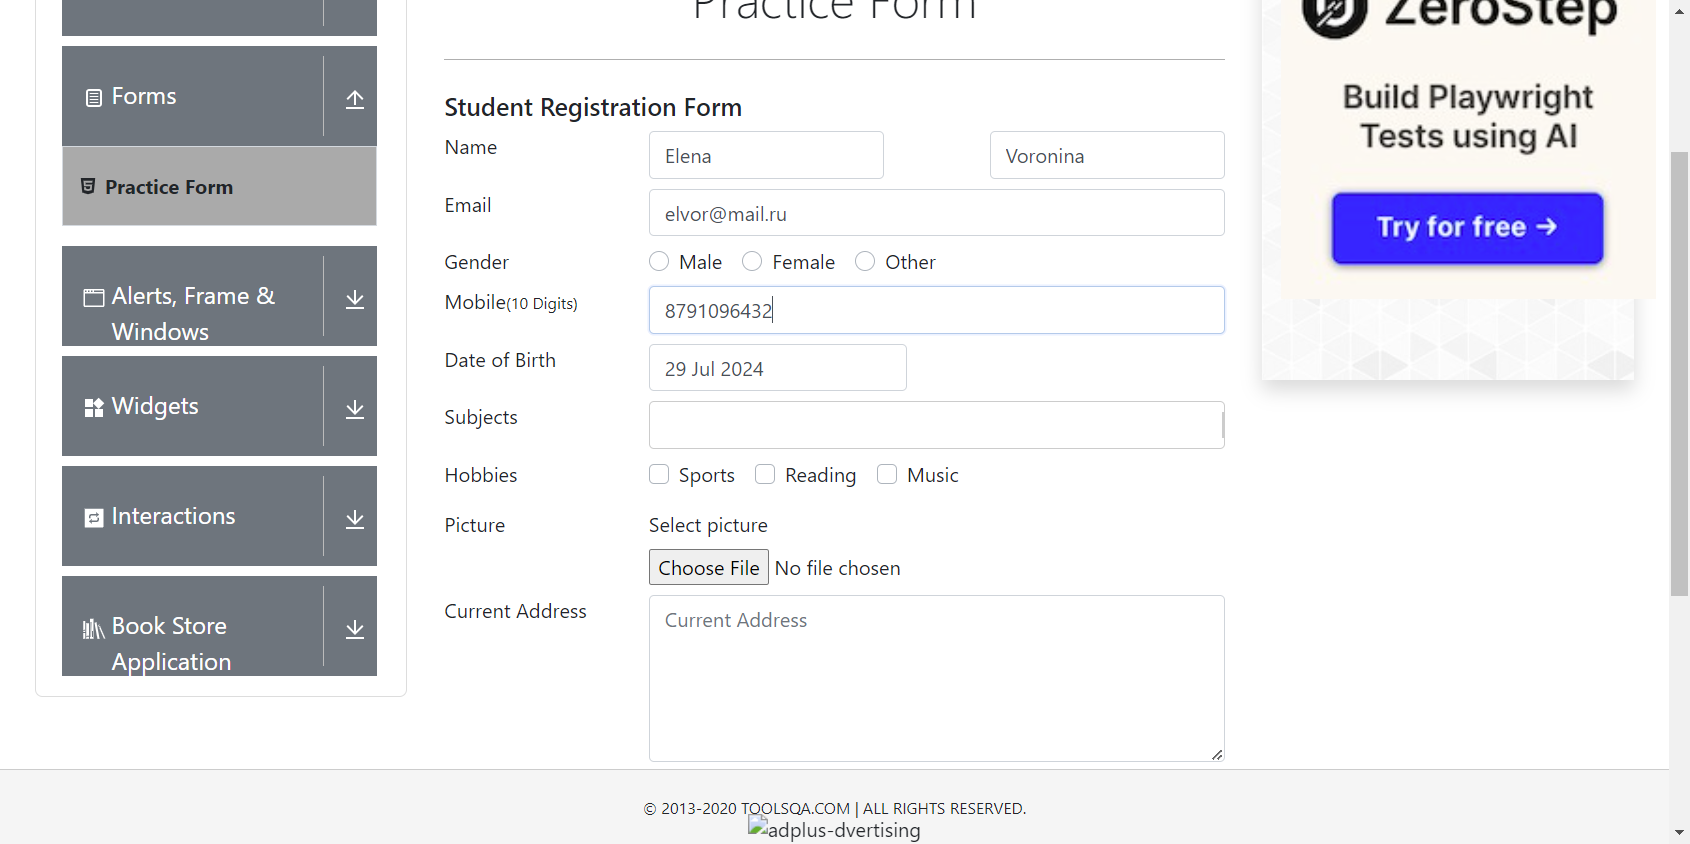 Practice Form
Forms
Practice Form
Alerts, Frame &
Windows
Widgets
Interactions
Book Store
Application
Student Registration Form
Name
Elena
Voronina
Email
elvor@mail.ru
Gender
Male
Female
Other
Mobile(10 Digits)
8791096432
Date of Birth
29 Jul 2024
Subjects
Hobbies
Sports
Reading
Music
Picture
Select picture
Choose File No file chosen
Current Address
Current Address
ZeroStep
Build Playwright
Tests using AI
Try for free →
© 2013-2020 TOOLSQA.COM | ALL RIGHTS RESERVED.
adplus-dvertising